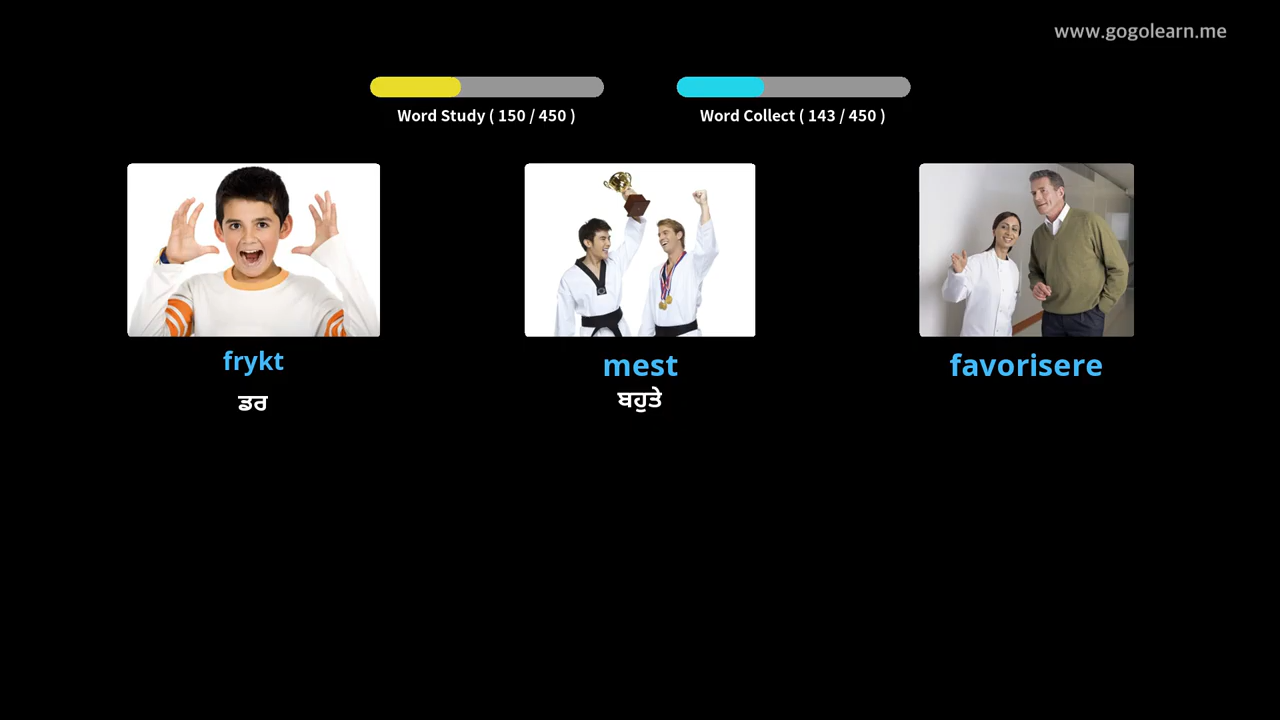 www.gogolearn.me
Word Study ( 150 / 450 )
Word Collect ( 143 / 450 )
frykt
mest
favorisere
ਡਰ
ਬਹੁਤੇ